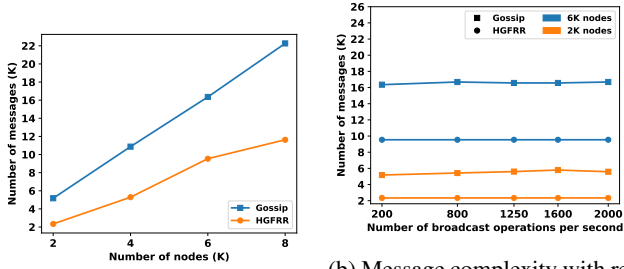 22
20
18
16
14
12
10
8
6
4
2
Number of messages (K)
Gossip
HGFRR
2 4 6 8
Number of nodes (K)
26
24
22
20
18
16
14
12
10
8
6
4
2
Number of messages (K)
Gossip 6K nodes
HGFRR 2K nodes
200 800 1250 1600 2000
Number of broadcast operations per second
(b) Message complexity with